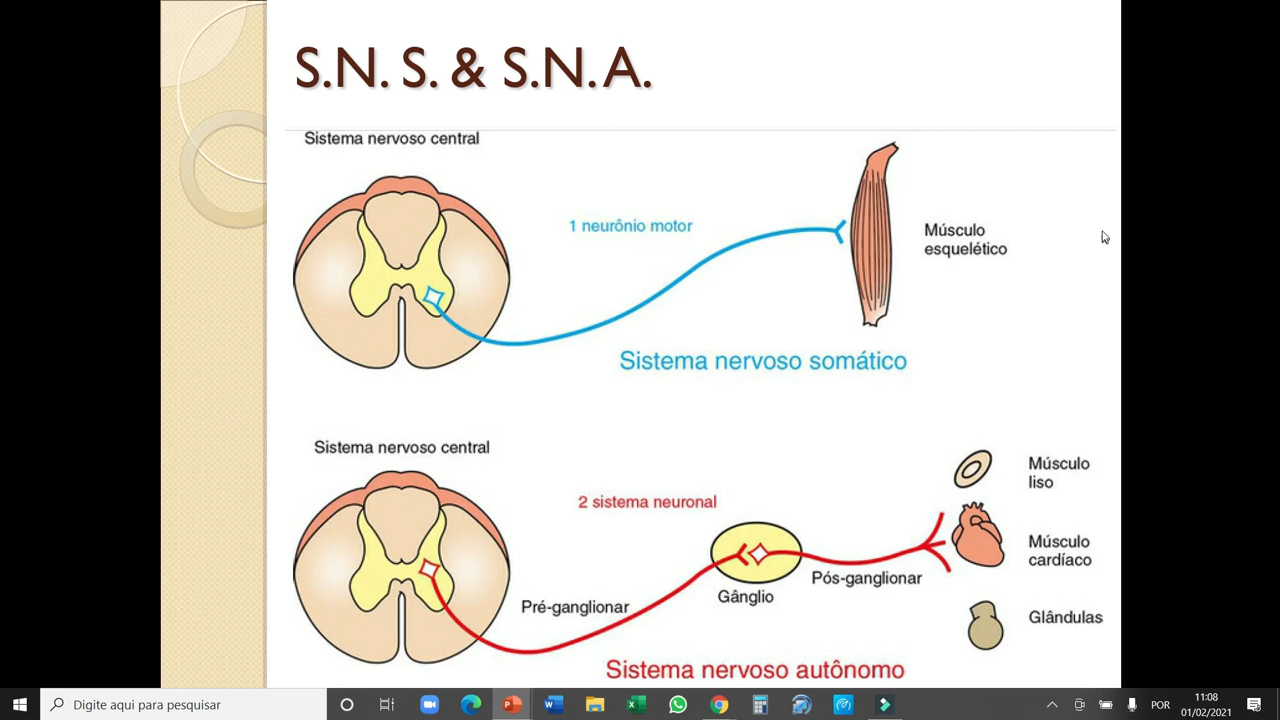 S.N. S. & S.N.A.
Sistema nervoso central
1 neurônio motor
Músculo
esquelético
Sistema nervoso somático
Sistema nervoso central
2 sistema neuronal
Músculo
liso
Músculo
cardíaco
Pós-ganglionar
Gânglio
Pré-ganglionar
Glândulas
Sistema nervoso autônomo
Digite aqui para pesquisar
POR
11:08
01/02/2021